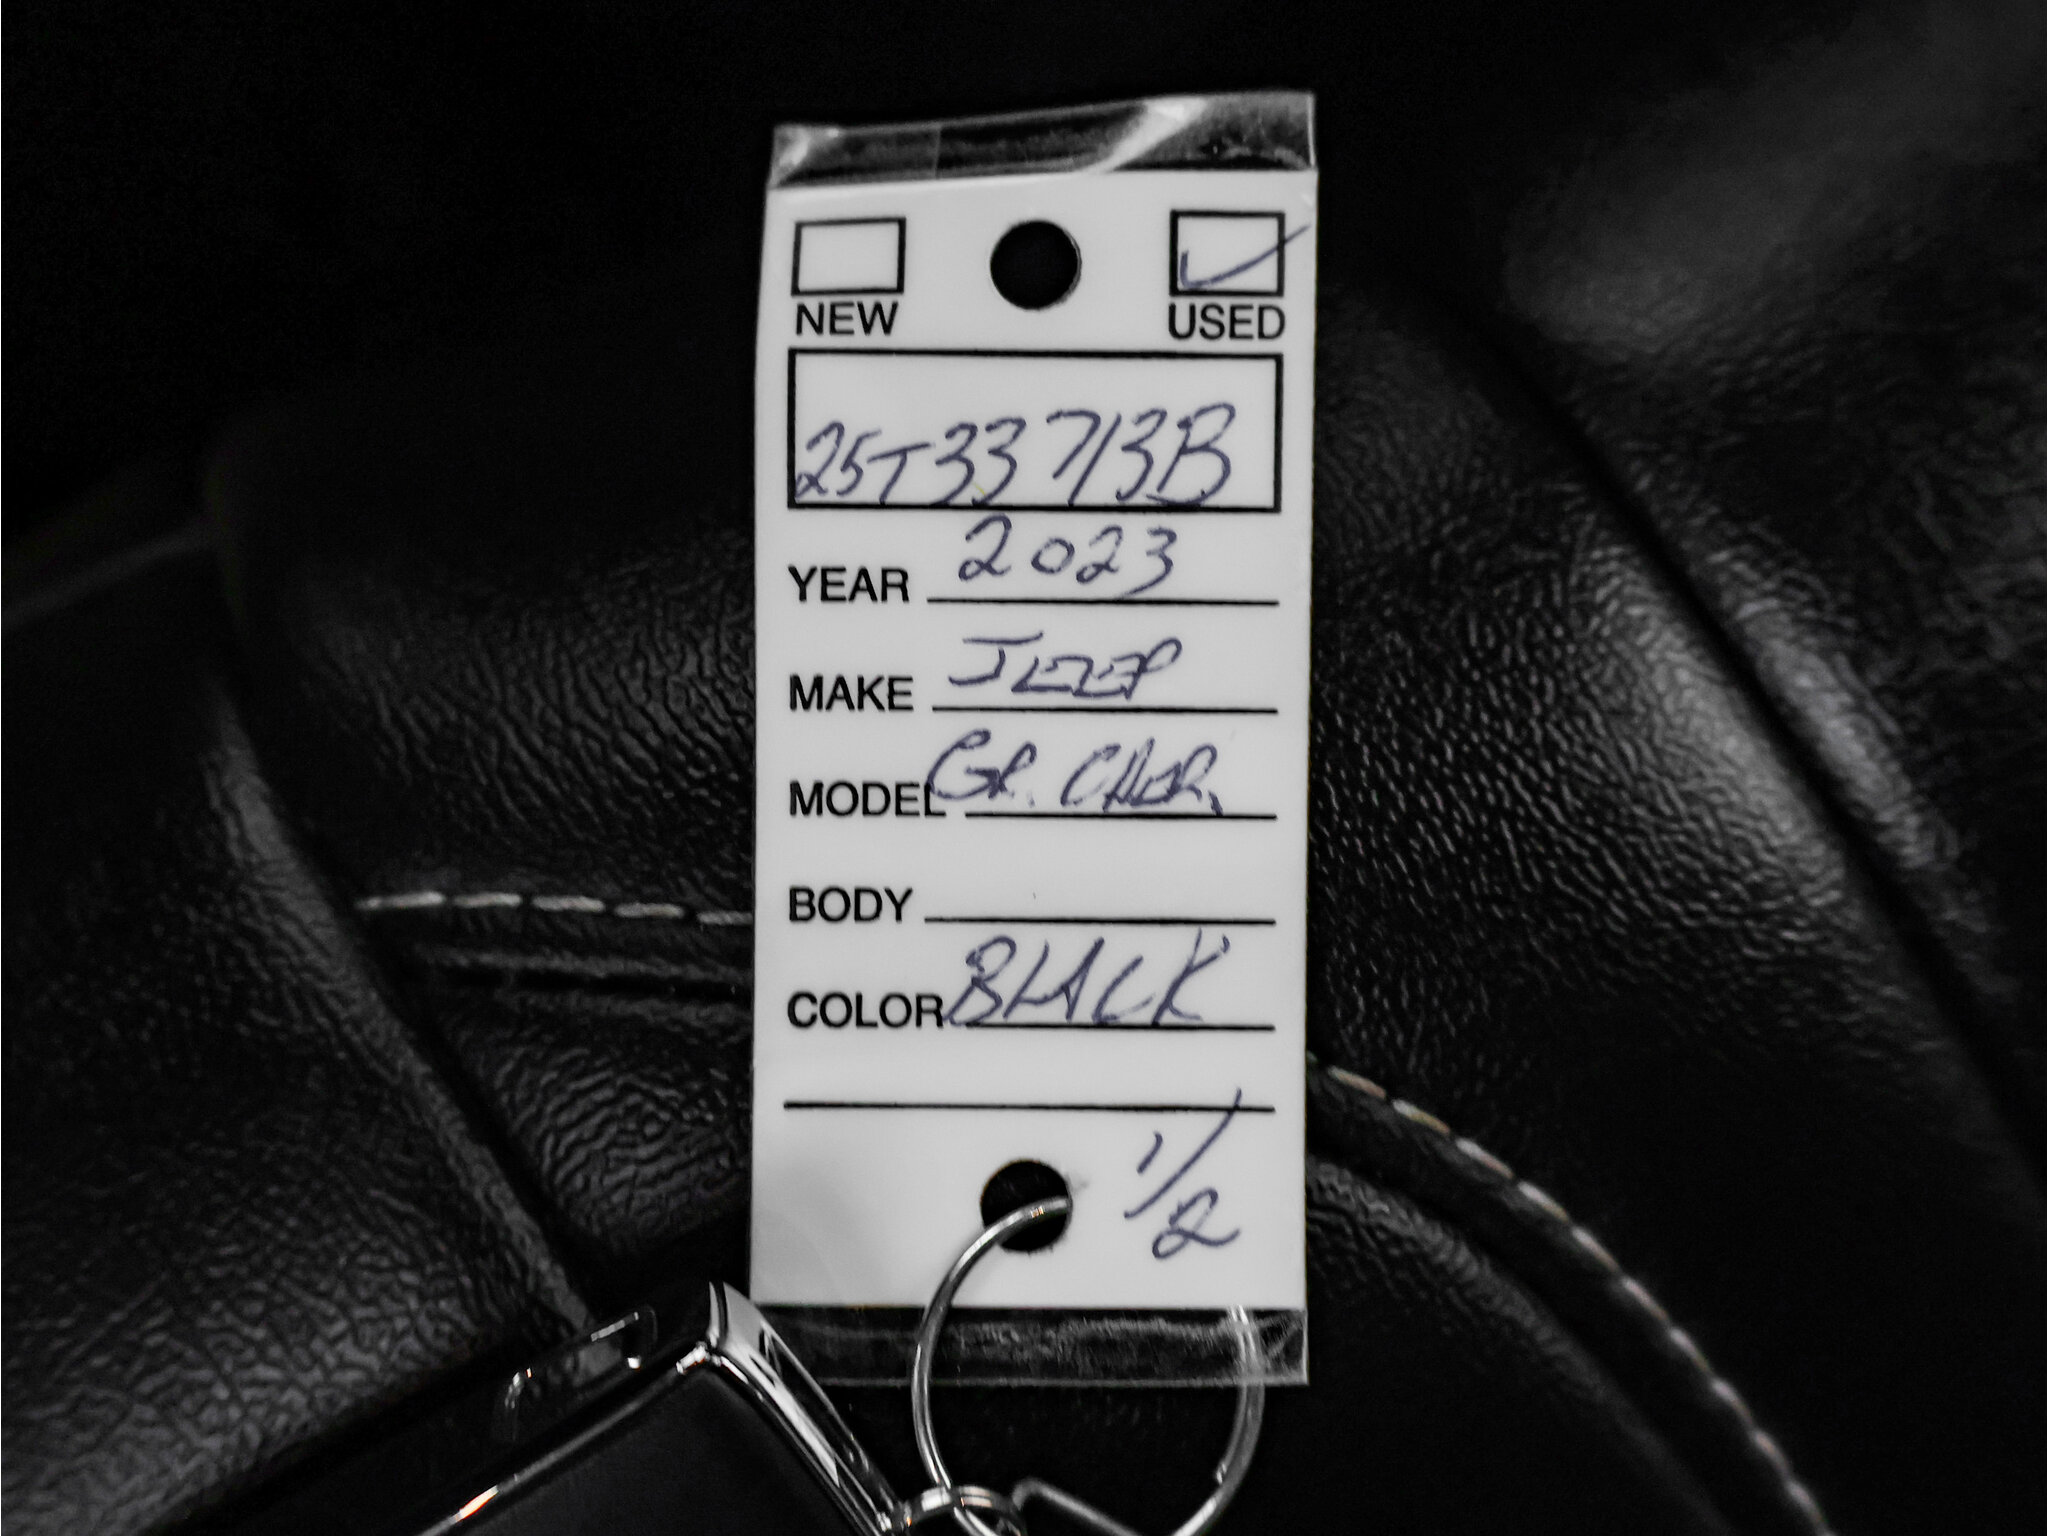 NEW USED
25T33713B
YEAR 2023
MAKE JEEP
MODEL GR. CHER.
BODY
COLOR BLACK
1/2